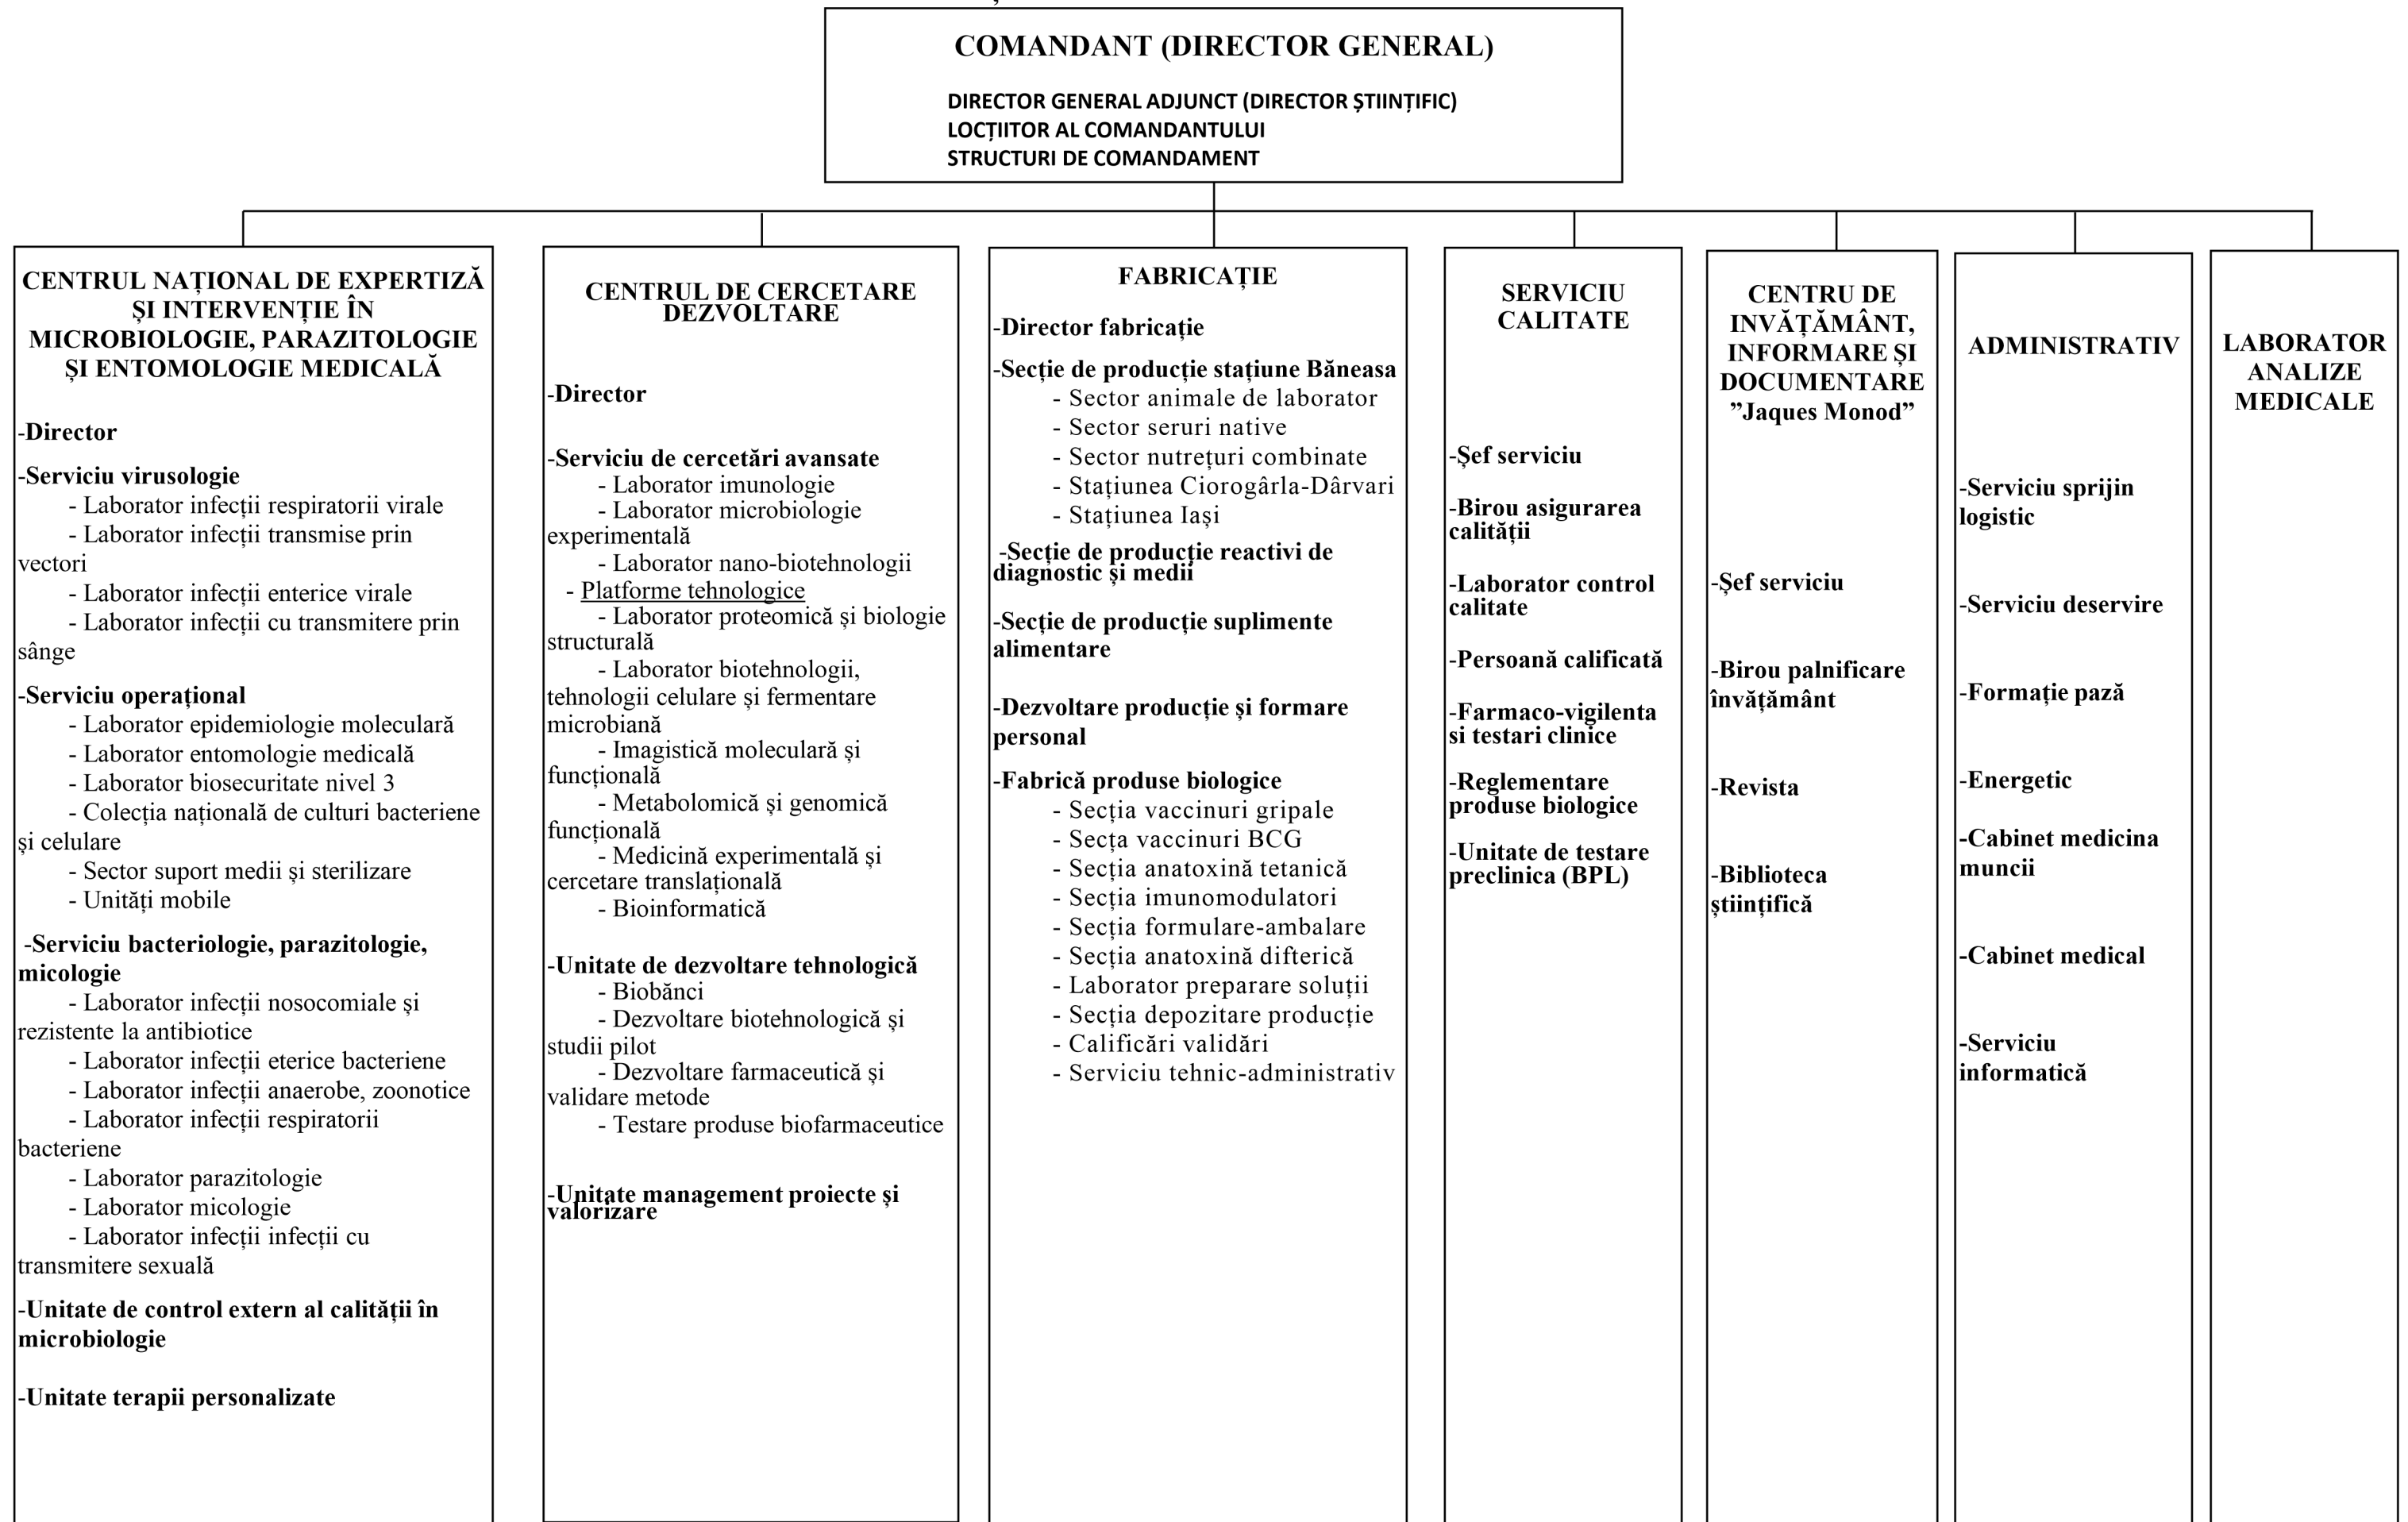 COMANDANT (DIRECTOR GENERAL)
DIRECTOR GENERAL ADJUNCT (DIRECTOR ȘTIINȚIFIC)
LOCȚIITOR AL COMANDANTULUI
STRUCTURI DE COMANDAMENT
CENTRUL NAȚIONAL DE EXPERTIZĂ
ȘI INTERVENȚIE ÎN
MICROBIOLOGIE, PARAZITOLOGIE
ȘI ENTOMOLOGIE MEDICALĂ
-Director
-Serviciu virusologie
- Laborator infecții respiratorii virale
- Laborator infecții transmise prin
vectori
- Laborator infecții enterice virale
- Laborator infecții cu transmitere prin
sânge
-Serviciu operațional
- Laborator epidemiologie moleculară
- Laborator entomologie medicală
- Laborator biosecuritate nivel 3
- Colecția națională de culturi bacteriene
și celulare
- Sector suport medii și sterilizare
- Unități mobile
-Serviciu bacteriologie, parazitologie,
micologie
- Laborator infecții nosocomiale și
rezistente la antibiotice
- Laborator infecții eterice bacteriene
- Laborator infecții anaerobe, zoonotice
- Laborator infecții respiratorii
bacteriene
- Laborator parazitologie
- Laborator micologie
- Laborator infecții infecții cu
transmitere sexuală
-Unitate de control extern al calității în
microbiologie
-Unitate terapii personalizate
CENTRUL DE CERCETARE
DEZVOLTARE
-Director
-Serviciu de cercetări avansate
- Laborator imunologie
- Laborator microbiologie
experimentală
- Laborator nano-biotehnologii
- Platforme tehnologice
- Laborator proteomică și biologie
structurală
- Laborator biotehnologii,
tehnologii celulare și fermentare
microbiană
- Imagistică moleculară și
funcțională
- Metabolomică și genomică
funcțională
- Medicină experimentală și
cercetare translațională
- Bioinformatică
-Unitate de dezvoltare tehnologică
- Biobănci
- Dezvoltare biotehnologică și
studii pilot
- Dezvoltare farmaceutică și
validare metode
- Testare produse biofarmaceutice
-Unitate management proiecte și
valorizare
FABRICAȚIE
-Director fabricație
-Secție de producție stațiune Băneasa
- Sector animale de laborator
- Sector seruri native
- Sector nutrețuri combinate
- Stațiunea Ciorogârla-Dârvari
- Stațiunea Iași
-Secție de producție reactivi de
diagnostic și medii
-Secție de producție suplimente
alimentare
-Dezvoltare producție și formare
personal
-Fabrică produse biologice
- Secția vaccinuri gripale
- Secța vaccinuri BCG
- Secția anatoxină tetanică
- Secția imunomodulatori
- Secția formulare-ambalare
- Secția anatoxină difterică
- Laborator preparare soluții
- Secția depozitare producție
- Calificări validări
- Serviciu tehnic-administrativ
SERVICIU
CALITATE
-Șef serviciu
-Birou asigurarea
calității
-Laborator control
calitate
-Persoană calificată
-Farmaco-vigilenta
si testari clinice
-Reglementare
produse biologice
-Unitate de testare
preclinica (BPL)
CENTRU DE
INVĂȚĂMÂNT,
INFORMARE ȘI
DOCUMENTARE
”Jaques Monod”
-Șef serviciu
-Birou palnificare
învățământ
-Revista
-Biblioteca
științifică
ADMINISTRATIV
-Serviciu sprijin
logistic
-Serviciu deservire
-Formație pază
-Energetic
-Cabinet medicina
muncii
-Cabinet medical
-Serviciu
informatică
LABORATOR
ANALIZE
MEDICALE